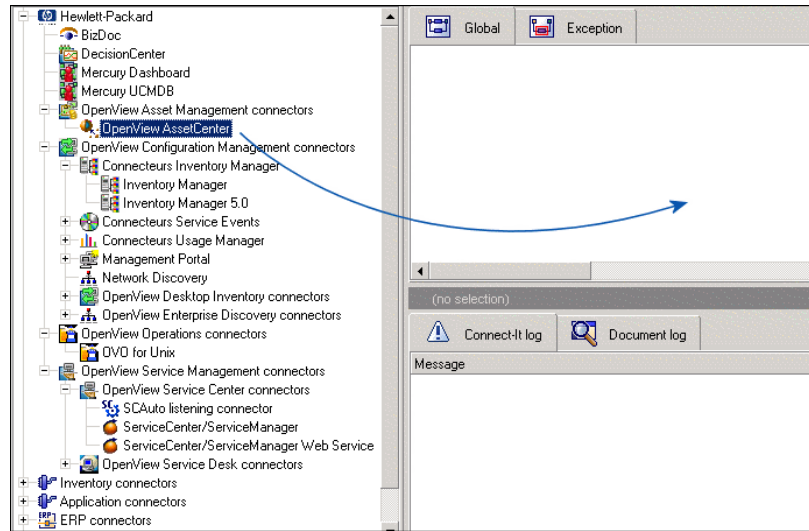 Hewlett-Packard
BizDoc
DecisionCenter
Mercury Dashboard
Mercury UCMDB
OpenView Asset Management connectors
OpenView AssetCenter
OpenView Configuration Management connectors
Connecteurs Inventory Manager
Inventory Manager
Inventory Manager 5.0
Connecteurs Service Events
Connecteurs Usage Manager
Management Portal
Network Discovery
OpenView Desktop Inventory connectors
OpenView Enterprise Discovery connectors
OpenView Operations connectors
OVO for Unix
OpenView Service Management connectors
OpenView Service Center connectors
SCAuto listening connector
ServiceCenter/ServiceManager
ServiceCenter/ServiceManager Web Service
OpenView Service Desk connectors
Inventory connectors
Application connectors
ERP connectors
Global Exception
(no selection)
Connect-It log Document log
Message